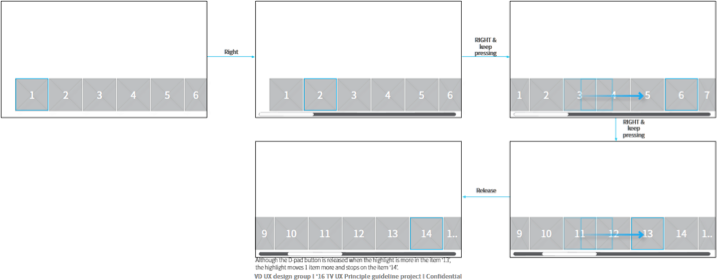 1 2 3 4 5 6
Right
1 2 3 4 5 6
RIGHT &
keep
pressing
1 2 3 4 5 6 7
RIGHT &
keep
pressing
9 10 11 12 13 14 1..
Release
9 10 11 12 13 14 1..
Although the D-pad button is released when the highlight is more in the item '13',
the highlight moves 1 item more and stops on the item '14'.
VD UX design group I '16 TV UX Principle guideline project I Confidential